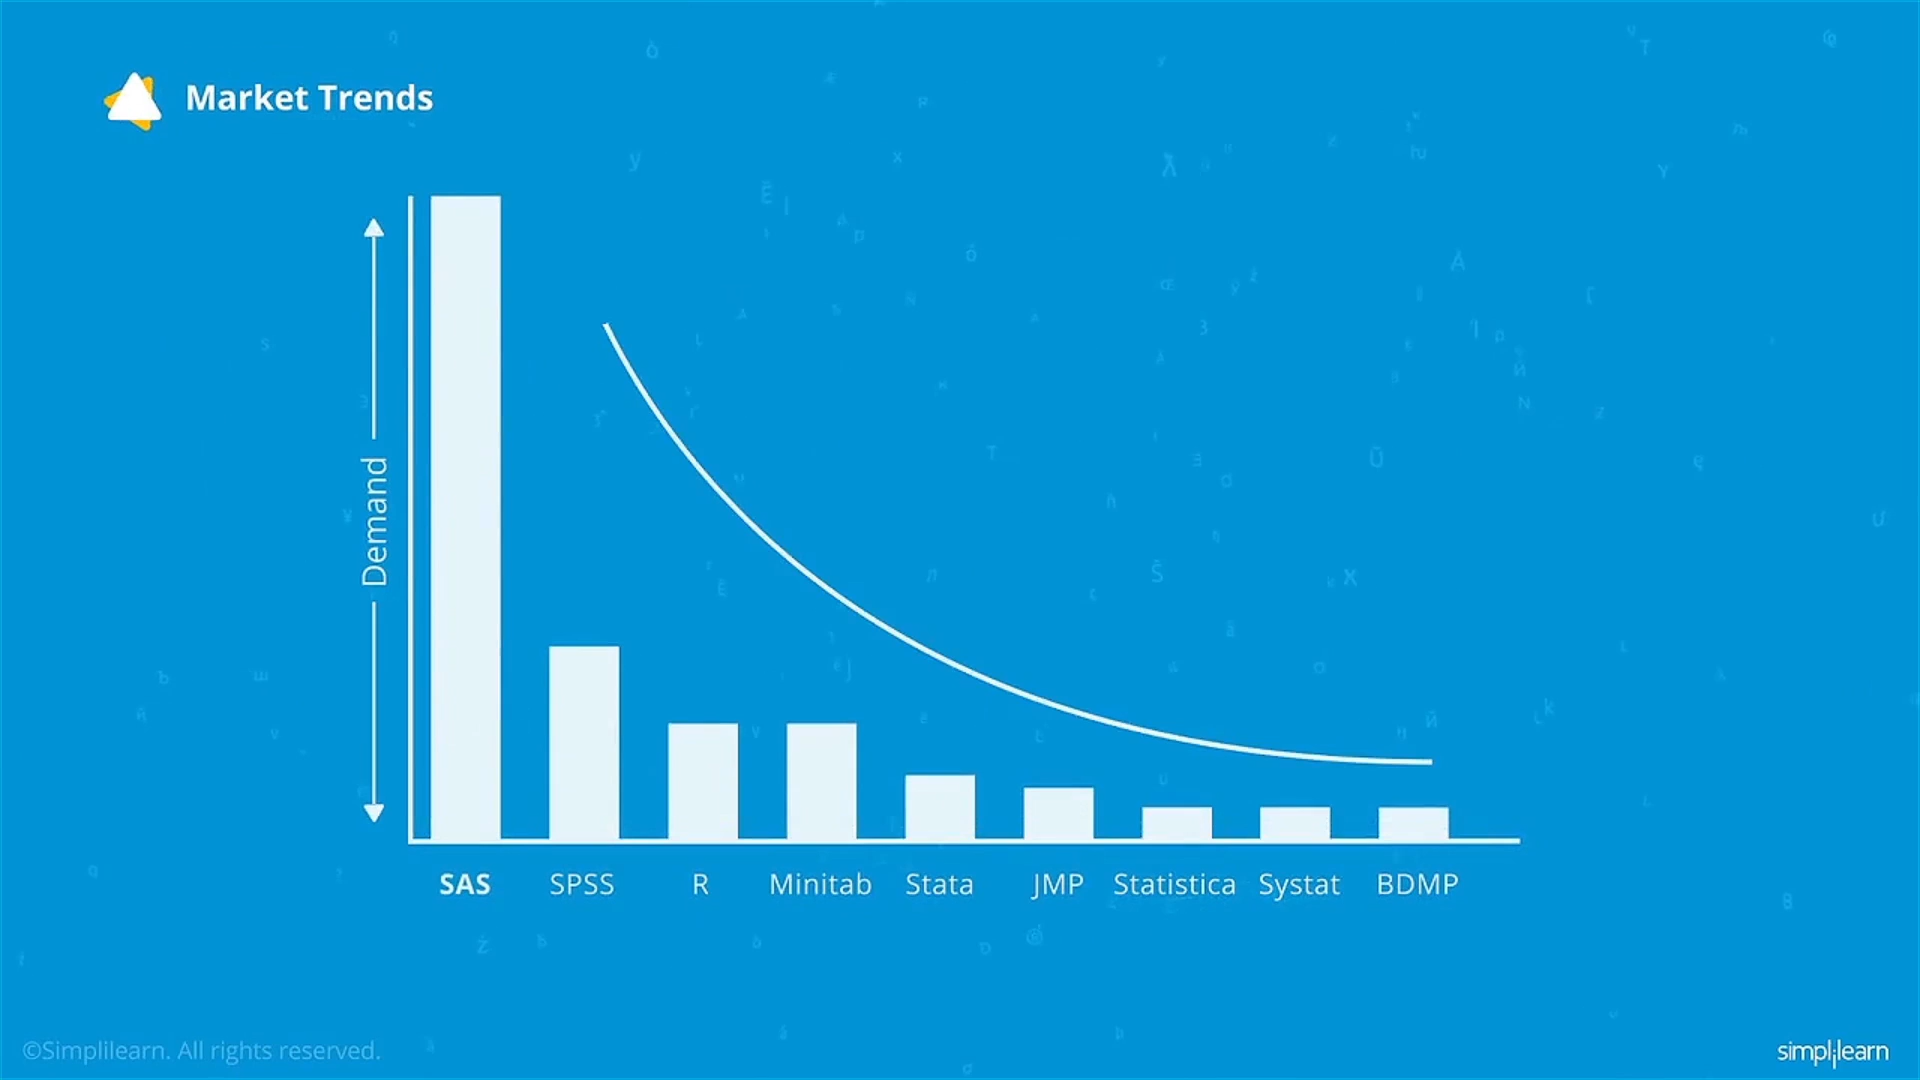 Market Trends
Demand
SAS SPSS R Minitab Stata JMP Statistica Systat BDMP
©Simplilearn. All rights reserved.
simplilearn